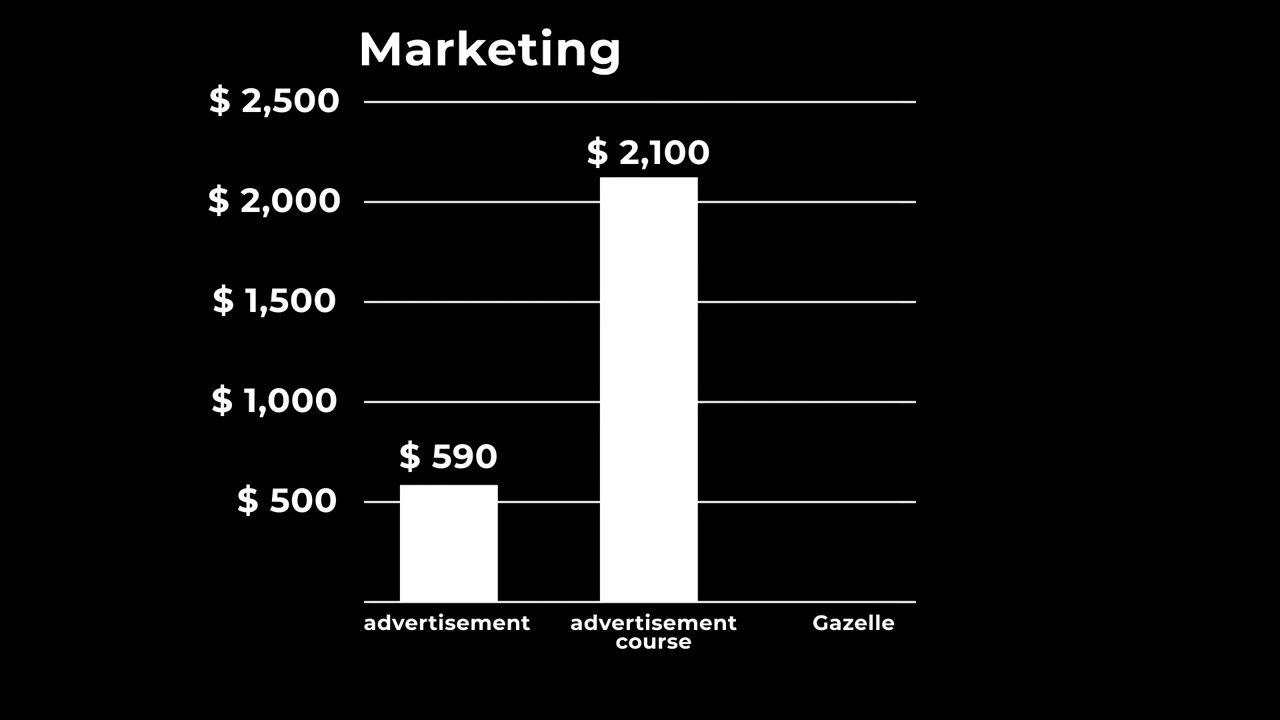 Marketing
$ 2,500
$ 2,100
$ 2,000
$ 1,500
$ 1,000
$ 590
$ 500
advertisement
advertisement
course
Gazelle